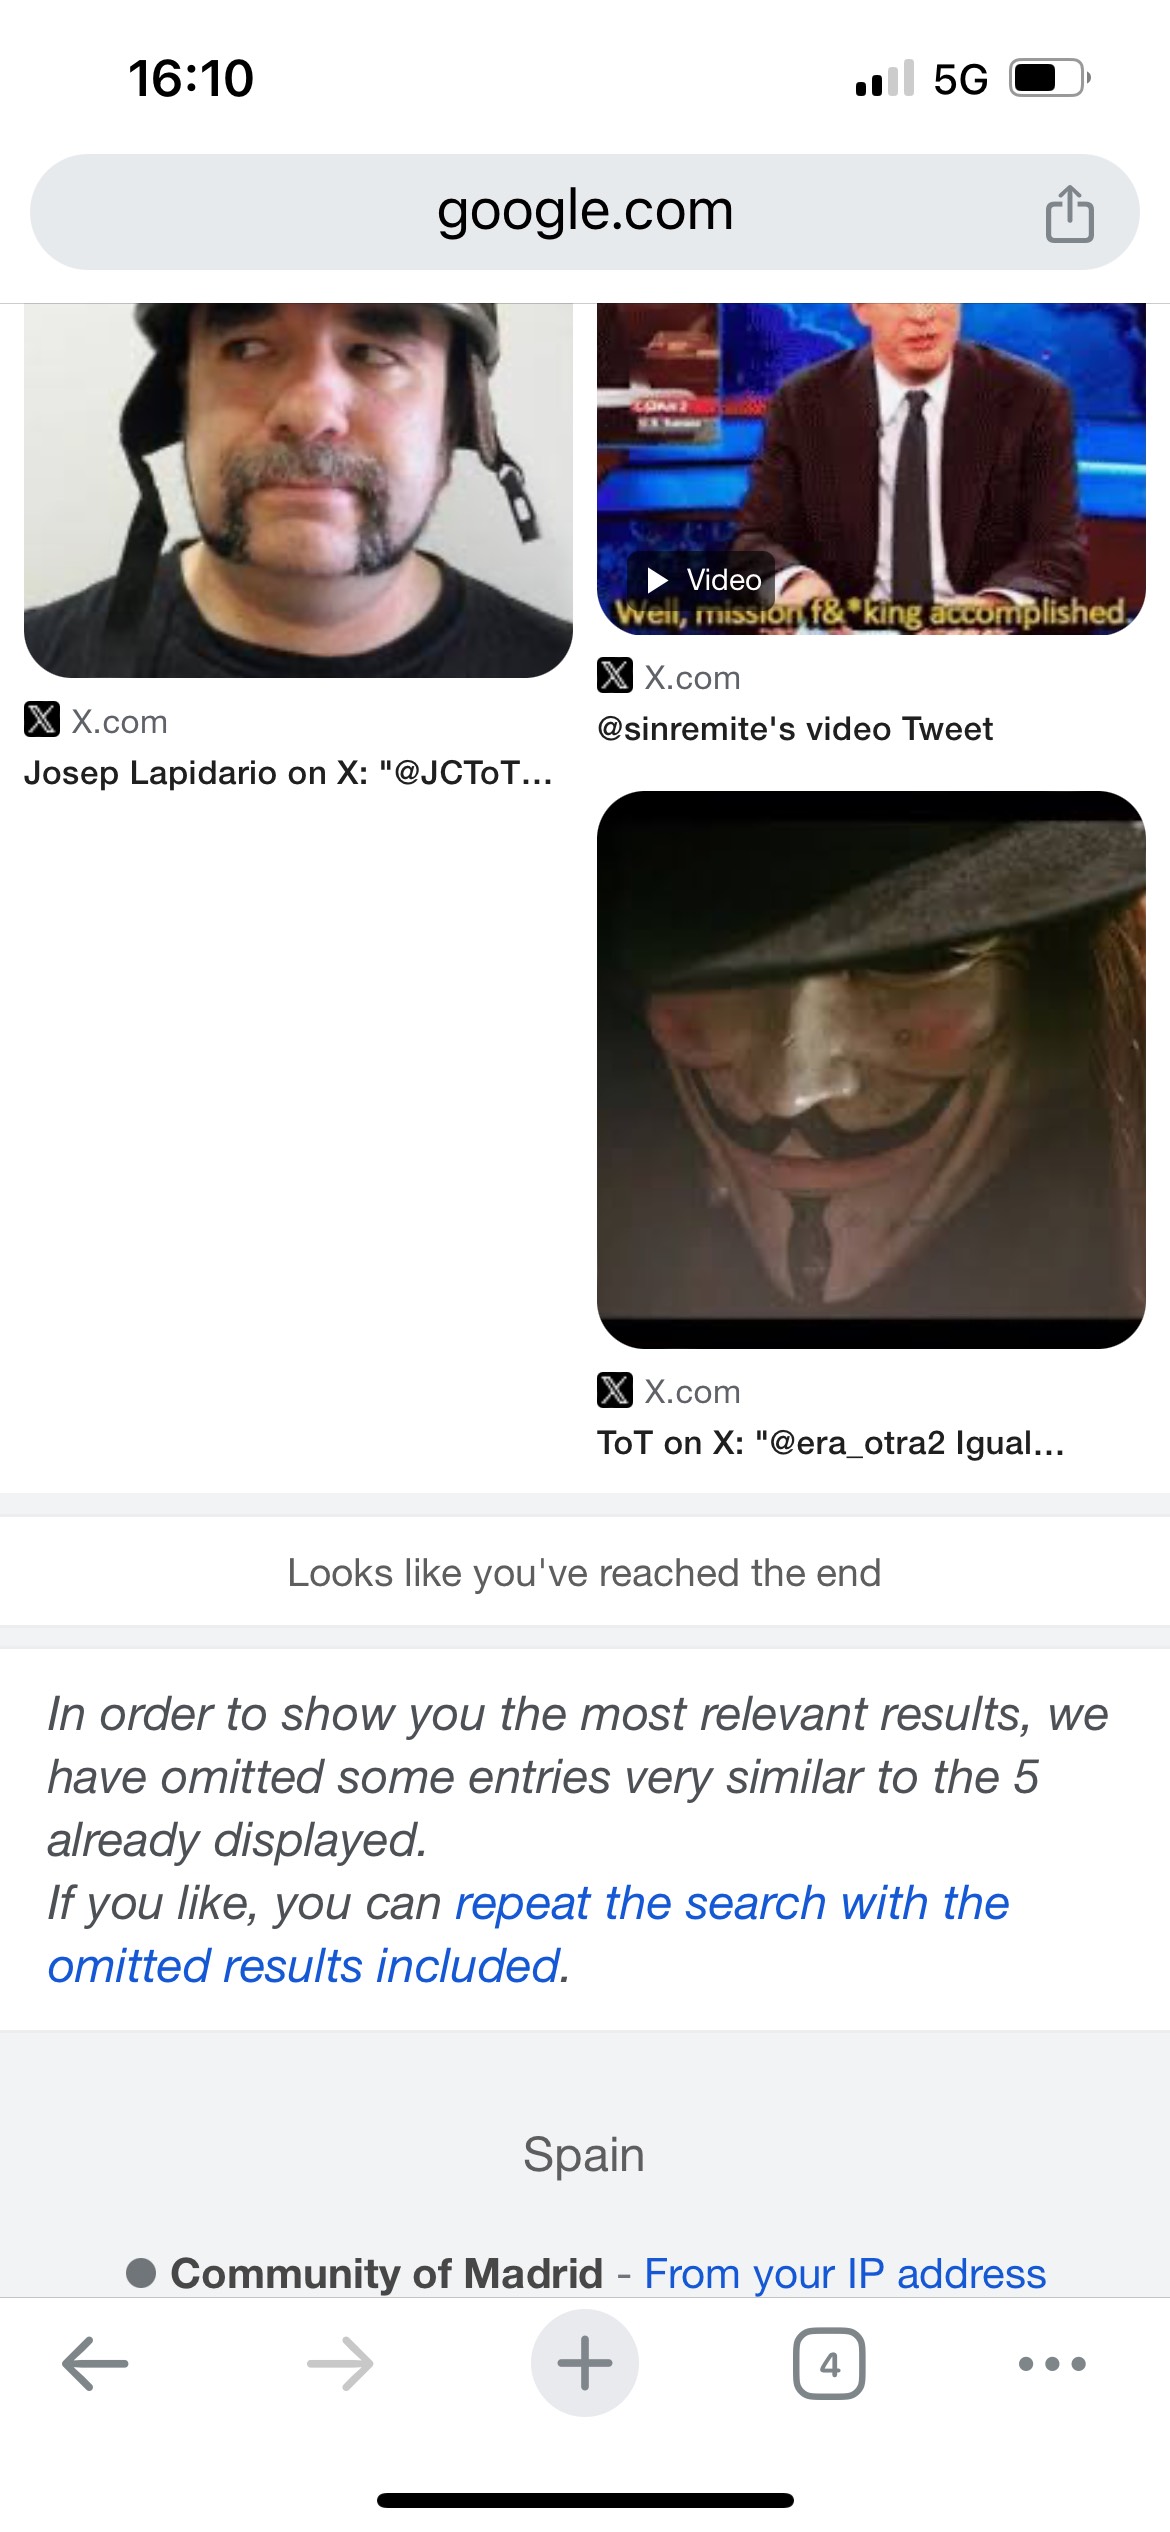 16:10
5G
google.com
Video
Well, mission f&*king accomplished.
X.com
@sinremite's video Tweet
X.com
Josep Lapidario on X: "@JCToT...
X.com
ToT on X: "@era_otra2 Igual...
Looks like you've reached the end
In order to show you the most relevant results, we
have omitted some entries very similar to the 5
already displayed.
If you like, you can repeat the search with the
omitted results included.
Spain
Community of Madrid - From your IP address
4